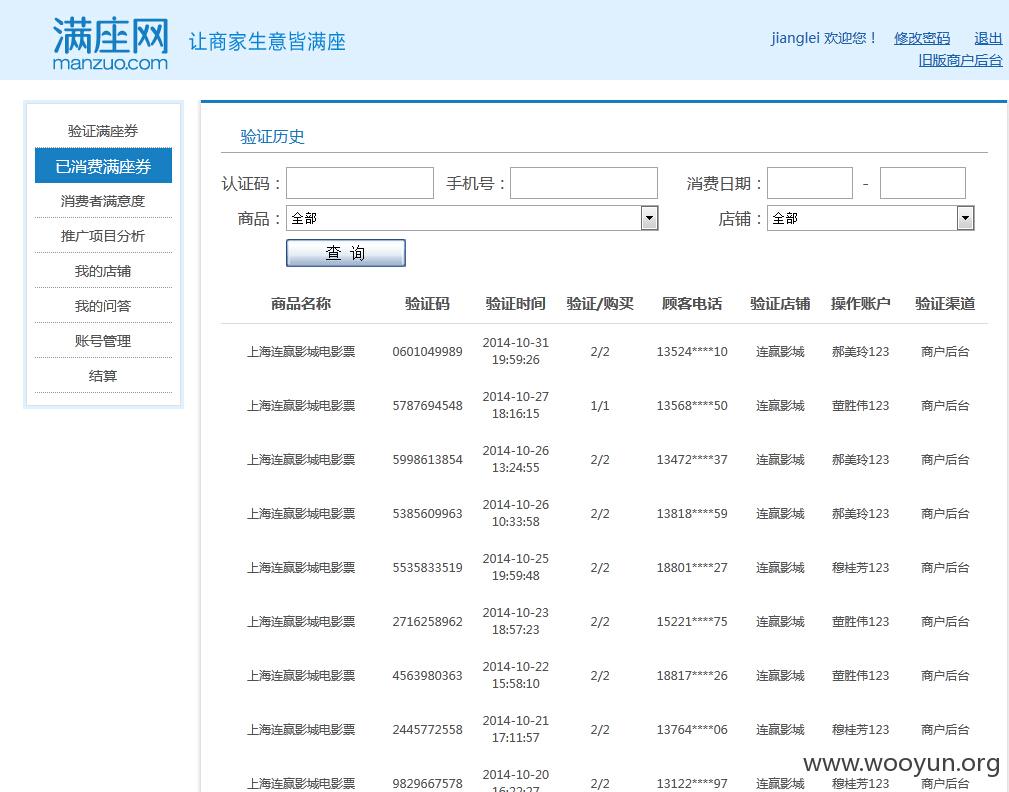 满座网
manzuo.com
让商家生意皆满座
jianglei 欢迎您！ 修改密码 退出
旧版商户后台
验证满座券
已消费满座券
消费者满意度
推广项目分析
我的店铺
我的问答
账号管理
结算
验证历史
认证码： 手机号： 消费日期： -
商品： 全部 店铺： 全部
查 询
商品名称 验证码 验证时间 验证/购买 顾客电话 验证店铺 操作账户 验证渠道
上海连赢影城电影票 0601049989 2014-10-31 19:59:26 2/2 13524****10 连赢影城 郝美玲123 商户后台
上海连赢影城电影票 5787694548 2014-10-27 18:16:15 1/1 13568****50 连赢影城 董胜伟123 商户后台
上海连赢影城电影票 5998613854 2014-10-26 13:24:55 2/2 13472****37 连赢影城 郝美玲123 商户后台
上海连赢影城电影票 5385609963 2014-10-26 10:33:58 2/2 13818****59 连赢影城 郝美玲123 商户后台
上海连赢影城电影票 5535833519 2014-10-25 19:59:48 2/2 18801****27 连赢影城 穆桂芳123 商户后台
上海连赢影城电影票 2716258962 2014-10-23 18:57:23 2/2 15221****75 连赢影城 董胜伟123 商户后台
上海连赢影城电影票 4563980363 2014-10-22 15:58:10 2/2 18817****26 连赢影城 董胜伟123 商户后台
上海连赢影城电影票 2445772558 2014-10-21 17:11:57 2/2 13764****06 连赢影城 穆桂芳123 商户后台
上海连赢影城电影票 9829667578 2014-10-20 16:22:27 2/2 13122****97 连赢影城 穆桂芳123 商户后台
www.wooyun.org